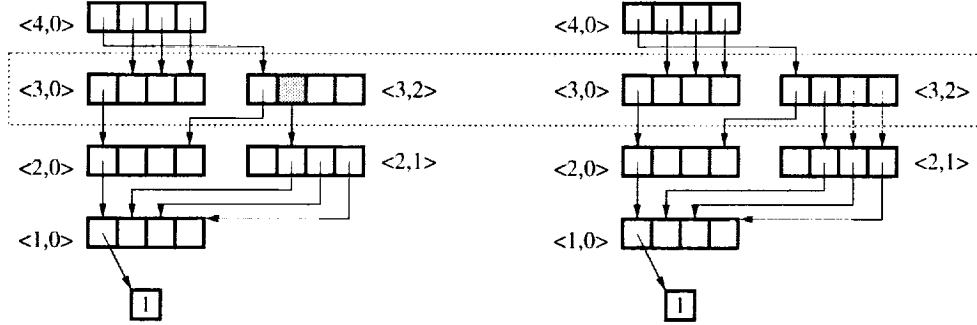 <4,0> <4,0>
<3,0> <3,2> <3,0> <3,2>
<2,0> <2,1> <2,0> <2,1>
<1,0> <1,0>
1 1